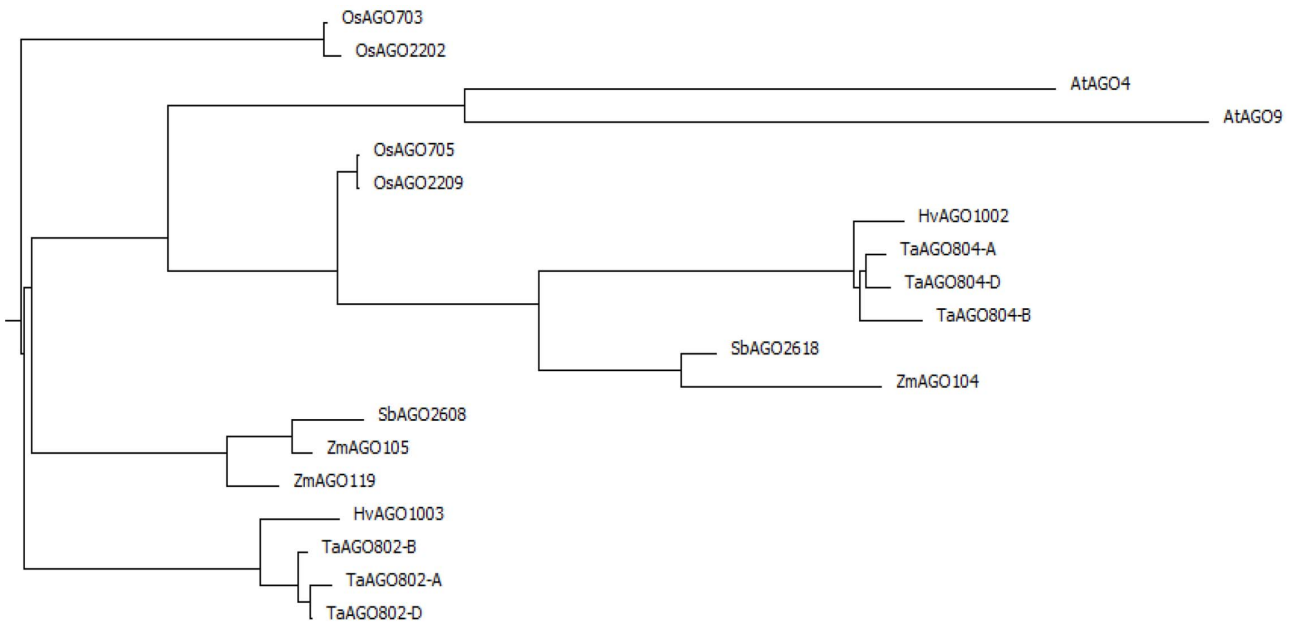 OsAGO703
OsAGO2202
AtAGO4
AtAGO9
OsAGO705
OsAGO2209
HvAGO1002
TaAGO804-A
TaAGO804-D
TaAGO804-B
SbAGO2618
ZmAGO104
SbAGO2608
ZmAGO105
ZmAGO119
HvAGO1003
TaAGO802-B
TaAGO802-A
TaAGO802-D